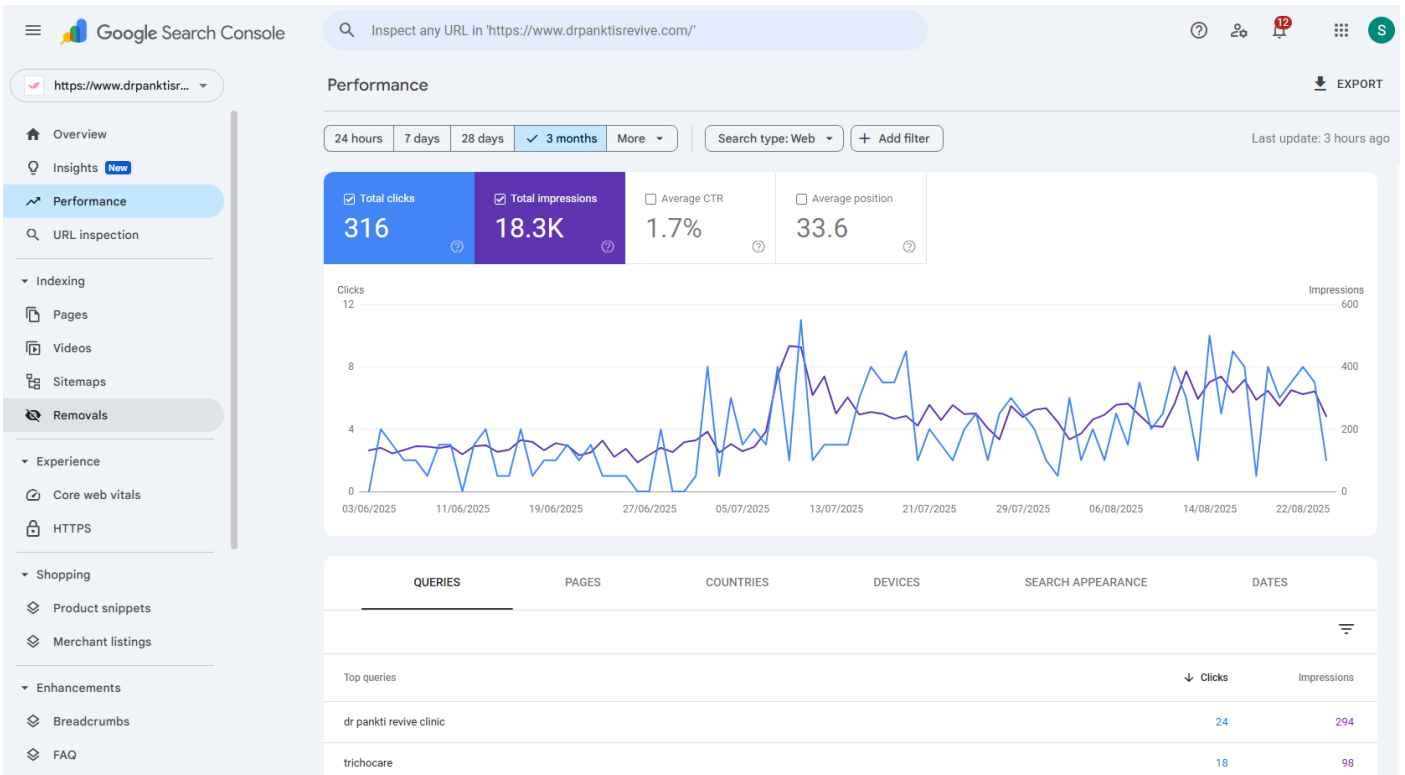 Google Search Console
Inspect any URL in 'https://www.drpanktisrevive.com/'
12
S
https://www.drpanktisr...
Performance
EXPORT
Overview
Insights New
Performance
URL inspection
Indexing
Pages
Videos
Sitemaps
Removals
Experience
Core web vitals
HTTPS
Shopping
Product snippets
Merchant listings
Enhancements
Breadcrumbs
FAQ
24 hours 7 days 28 days 3 months More Search type: Web Add filter Last update: 3 hours ago
Total clicks Total impressions Average CTR Average position
316 18.3K 1.7% 33.6
Clicks Impressions
12 600
8 400
4 200
0 0
03/06/2025 11/06/2025 19/06/2025 27/06/2025 05/07/2025 13/07/2025 21/07/2025 29/07/2025 06/08/2025 14/08/2025 22/08/2025
QUERIES PAGES COUNTRIES DEVICES SEARCH APPEARANCE DATES
Top queries Clicks Impressions
dr pankti revive clinic 24 294
trichocare 18 98